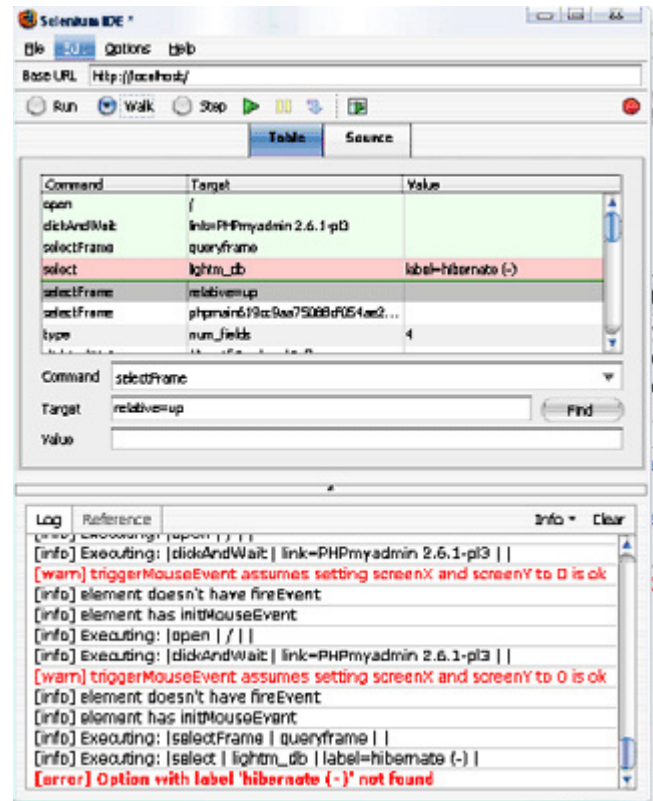 Selenium IDE *
File Edit Options Help
Base URL http://localhost/
Run Walk Step
Table Source
Command Target Value
open /
clickAndWait link=PHPmyadmin 2.6.1-pl3
selectFrame queryframe
select lightm_db label=hibernate (-)
selectFrame relative=up
selectFrame
type num_fields 4
Command selectFrame
Target relative=up Find
Value
Log Reference Info Clear
[info] Executing: |open | / | |
[info] Executing: |clickAndWait | link=PHPmyadmin 2.6.1-pl3 | |
[warn] triggerMouseEvent assumes setting screenX and screenY to 0 is ok
[info] element doesn't have fireEvent
[info] element has initMouseEvent
[info] Executing: |open | / | |
[info] Executing: |clickAndWait | link=PHPmyadmin 2.6.1-pl3 | |
[warn] triggerMouseEvent assumes setting screenX and screenY to 0 is ok
[info] element doesn't have fireEvent
[info] element has initMouseEvent
[info] Executing: |selectFrame | queryframe | |
[info] Executing: |select | lightm_db | label=hibernate (-) |
[error] Option with label 'hibernate (-)' not found